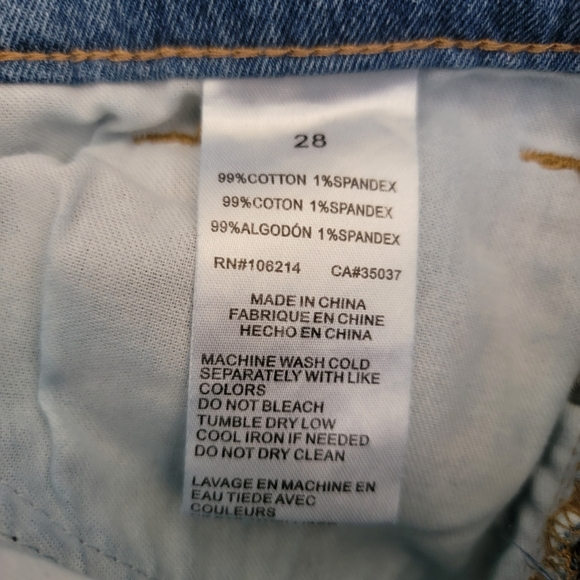 28
99%COTTON 1%SPANDEX
99%COTON 1%SPANDEX
99%ALGODÓN 1%SPANDEX
RN#106214 CA#35037
MADE IN CHINA
FABRIQUE EN CHINE
HECHO EN CHINA
MACHINE WASH COLD
SEPARATELY WITH LIKE
COLORS
DO NOT BLEACH
TUMBLE DRY LOW
COOL IRON IF NEEDED
DO NOT DRY CLEAN
LAVAGE EN MACHINE EN
EAU TIEDE AVEC
COULEURS